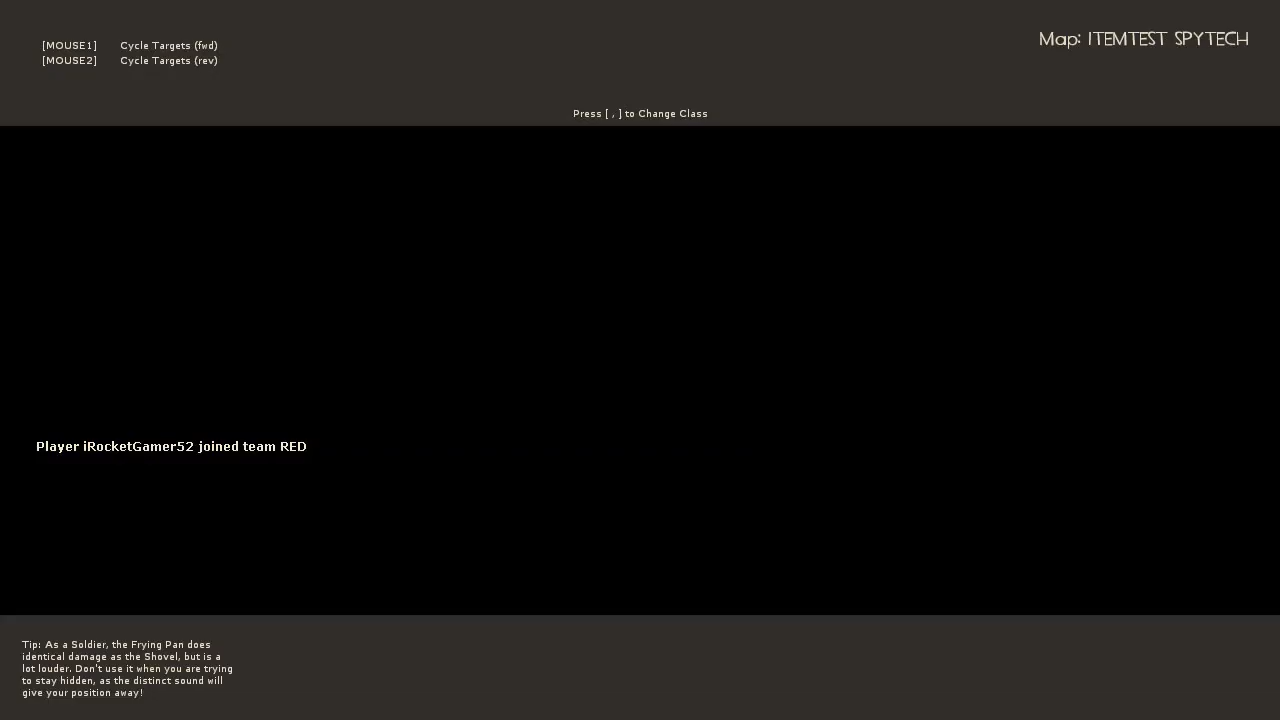 [MOUSE1] Cycle Targets (fwd)
[MOUSE2] Cycle Targets (rev)
Map: ITEMTEST SPYTECH
Press [ , ] to Change Class
Player iRocketGamer52 joined team RED
Tip: As a Soldier, the Frying Pan does
identical damage as the Shovel, but is a
lot louder. Don't use it when you are trying
to stay hidden, as the distinct sound will
give your position away!